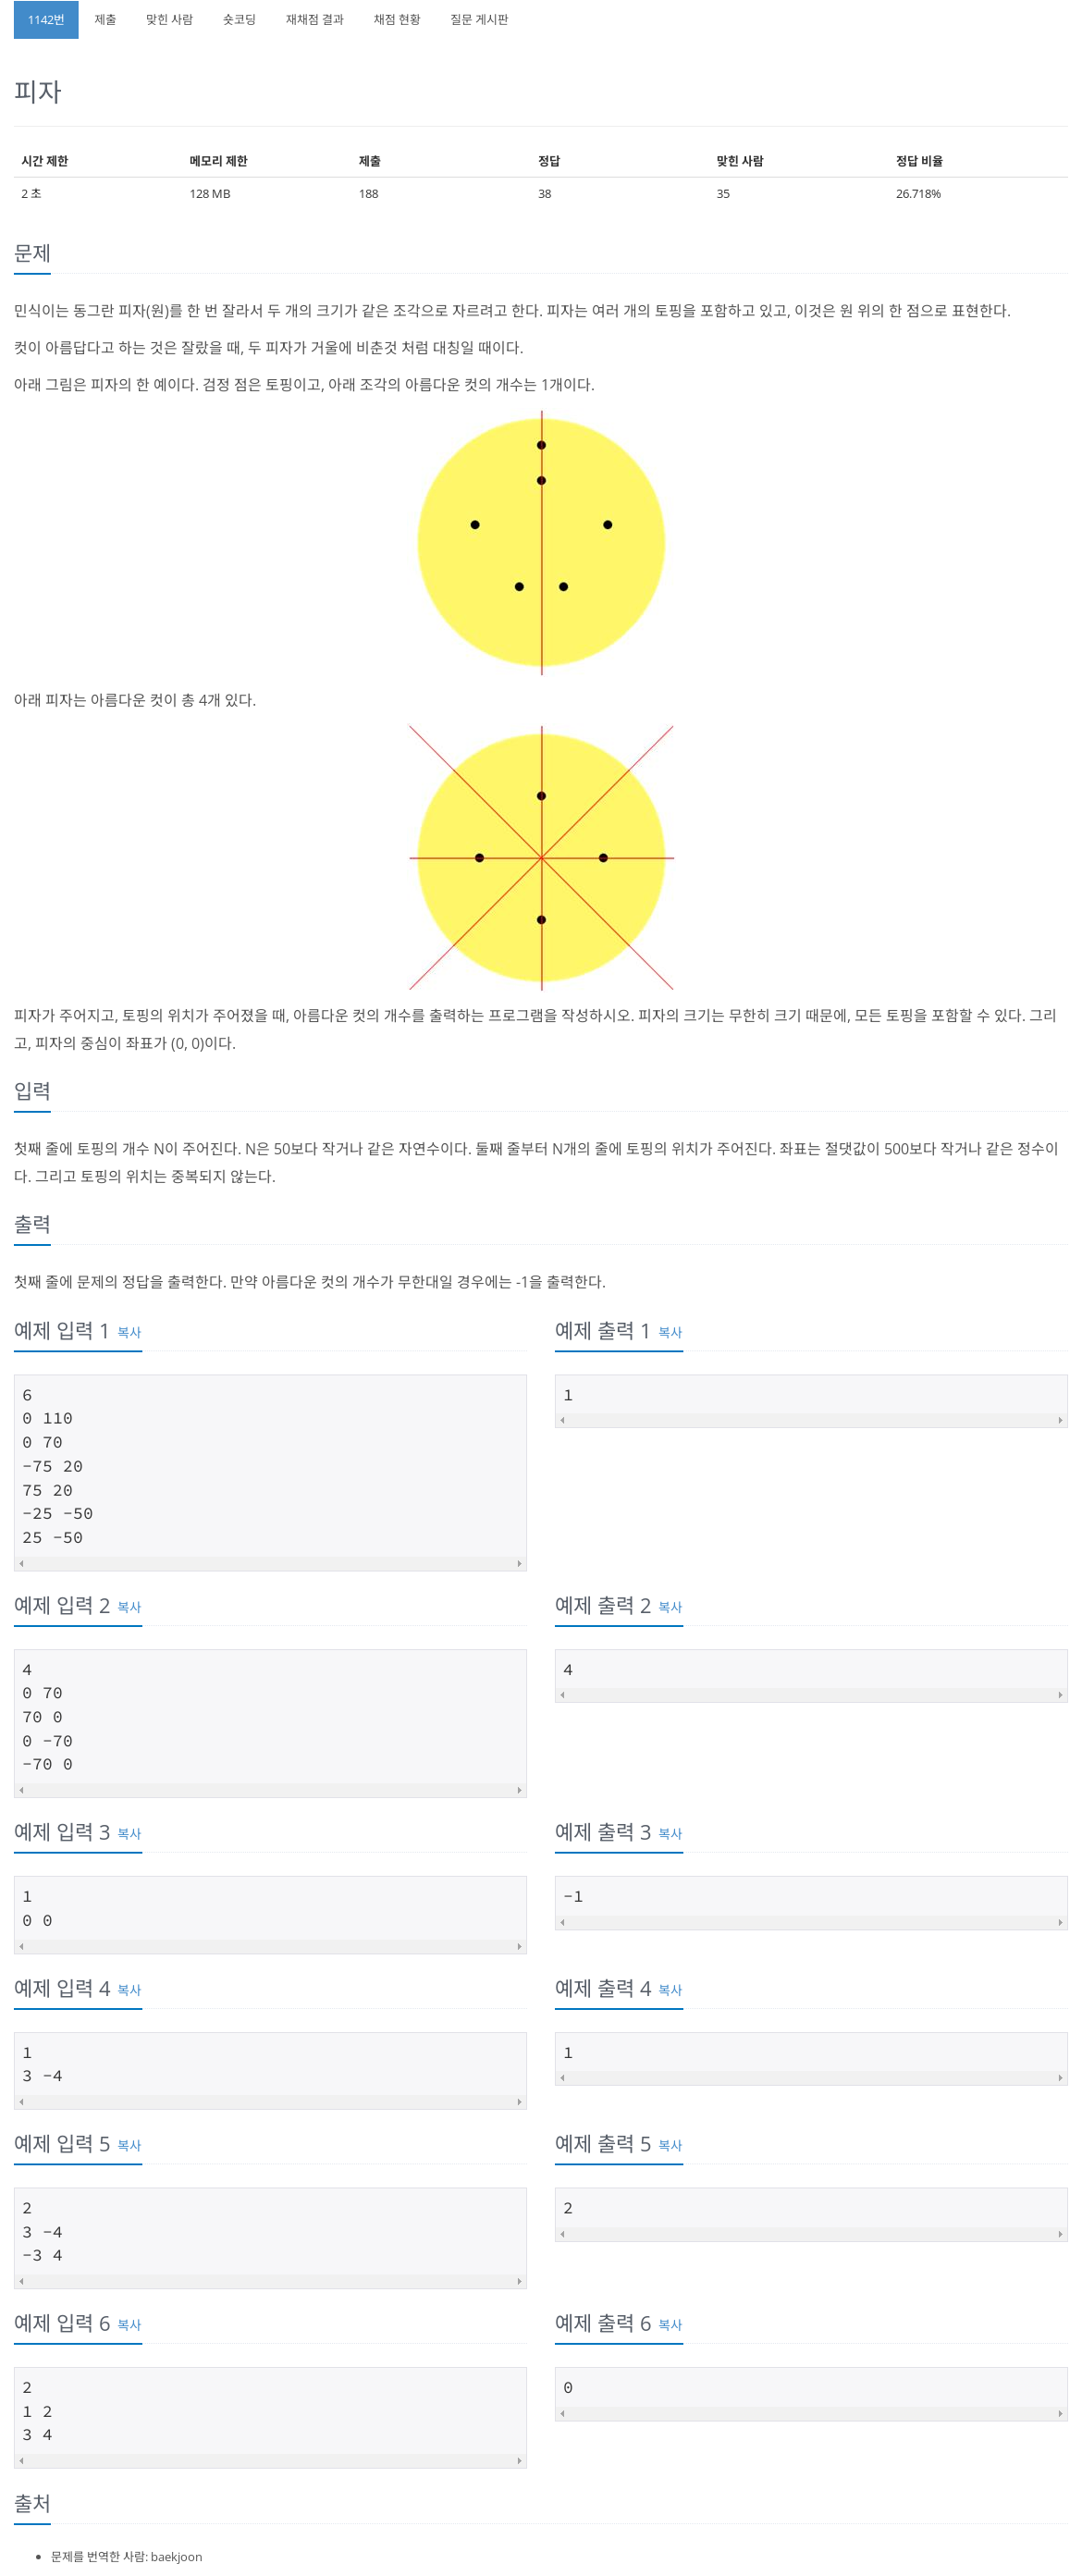 1142번 제출 맞힌 사람 숏코딩 재채점 결과 채점 현황 질문 게시판
피자
시간 제한 메모리 제한 제출 정답 맞힌 사람 정답 비율
2 초 128 MB 188 38 35 26.718%
문제
민식이는 동그란 피자(원)를 한 번 잘라서 두 개의 크기가 같은 조각으로 자르려고 한다. 피자는 여러 개의 토핑을 포함하고 있고, 이것은 원 위의 한 점으로 표현한다.
컷이 아름답다고 하는 것은 잘랐을 때, 두 피자가 거울에 비춘것 처럼 대칭일 때이다.
아래 그림은 피자의 한 예이다. 검정 점은 토핑이고, 아래 조각의 아름다운 컷의 개수는 1개이다.
아래 피자는 아름다운 컷이 총 4개 있다.
피자가 주어지고, 토핑의 위치가 주어졌을 때, 아름다운 컷의 개수를 출력하는 프로그램을 작성하시오. 피자의 크기는 무한히 크기 때문에, 모든 토핑을 포함할 수 있다. 그리
고, 피자의 중심이 좌표가 (0, 0)이다.
입력
첫째 줄에 토핑의 개수 N이 주어진다. N은 50보다 작거나 같은 자연수이다. 둘째 줄부터 N개의 줄에 토핑의 위치가 주어진다. 좌표는 절댓값이 500보다 작거나 같은 정수이
다. 그리고 토핑의 위치는 중복되지 않는다.
출력
첫째 줄에 문제의 정답을 출력한다. 만약 아름다운 컷의 개수가 무한대일 경우에는 -1을 출력한다.
예제 입력 1 복사
6
0 110
0 70
-75 20
75 20
-25 -50
25 -50
예제 출력 1 복사
1
예제 입력 2 복사
4
0 70
70 0
0 -70
-70 0
예제 출력 2 복사
4
예제 입력 3 복사
1
0 0
예제 출력 3 복사
-1
예제 입력 4 복사
1
3 -4
예제 출력 4 복사
1
예제 입력 5 복사
2
3 -4
-3 4
예제 출력 5 복사
2
예제 입력 6 복사
2
1 2
3 4
예제 출력 6 복사
0
출처
문제를 번역한 사람: baekjoon